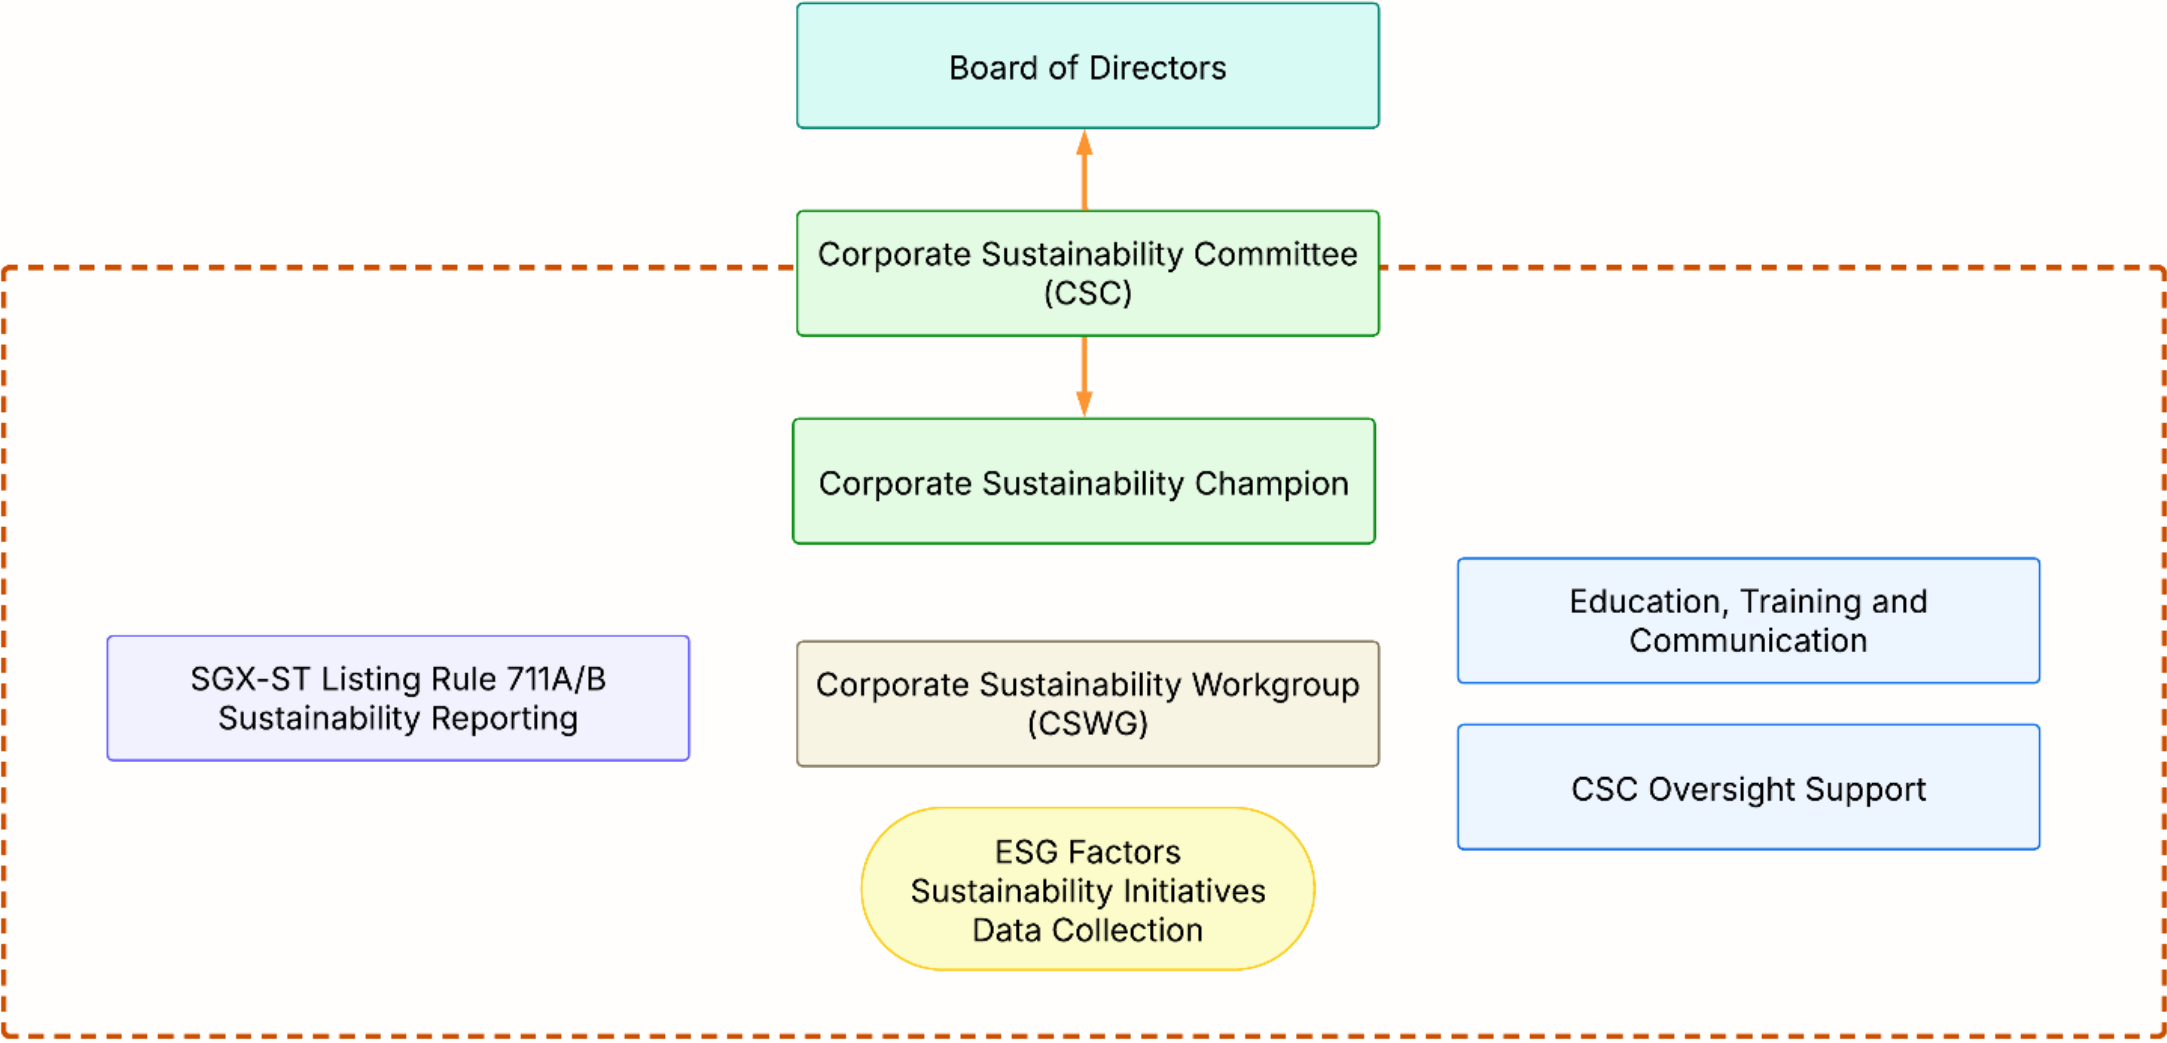 Board of Directors
Corporate Sustainability Committee
(CSC)
Corporate Sustainability Champion
SGX-ST Listing Rule 711A/B
Sustainability Reporting
Corporate Sustainability Workgroup
(CSWG)
ESG Factors
Sustainability Initiatives
Data Collection
Education, Training and
Communication
CSC Oversight Support